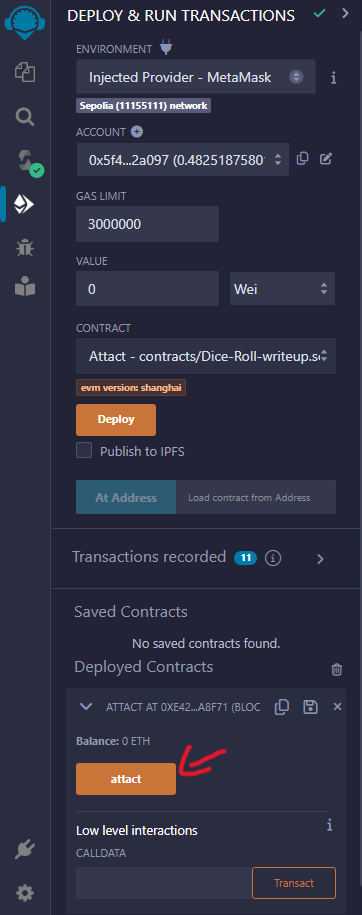 DEPLOY & RUN TRANSACTIONS
ENVIRONMENT
Injected Provider - MetaMask
Sepolia (11155111) network
ACCOUNT
0x5f4...2a097 (0.4825187580
GAS LIMIT
3000000
VALUE
0 Wei
CONTRACT
Attact - contracts/Dice-Roll-writeup.so
evm version: shanghai
Deploy
Publish to IPFS
At Address Load contract from Address
Transactions recorded 11
Saved Contracts
No saved contracts found.
Deployed Contracts
ATTACT AT 0XE42...A8F71 (BLOC
Balance: 0 ETH
attact
Low level interactions
CALLDATA
Transact